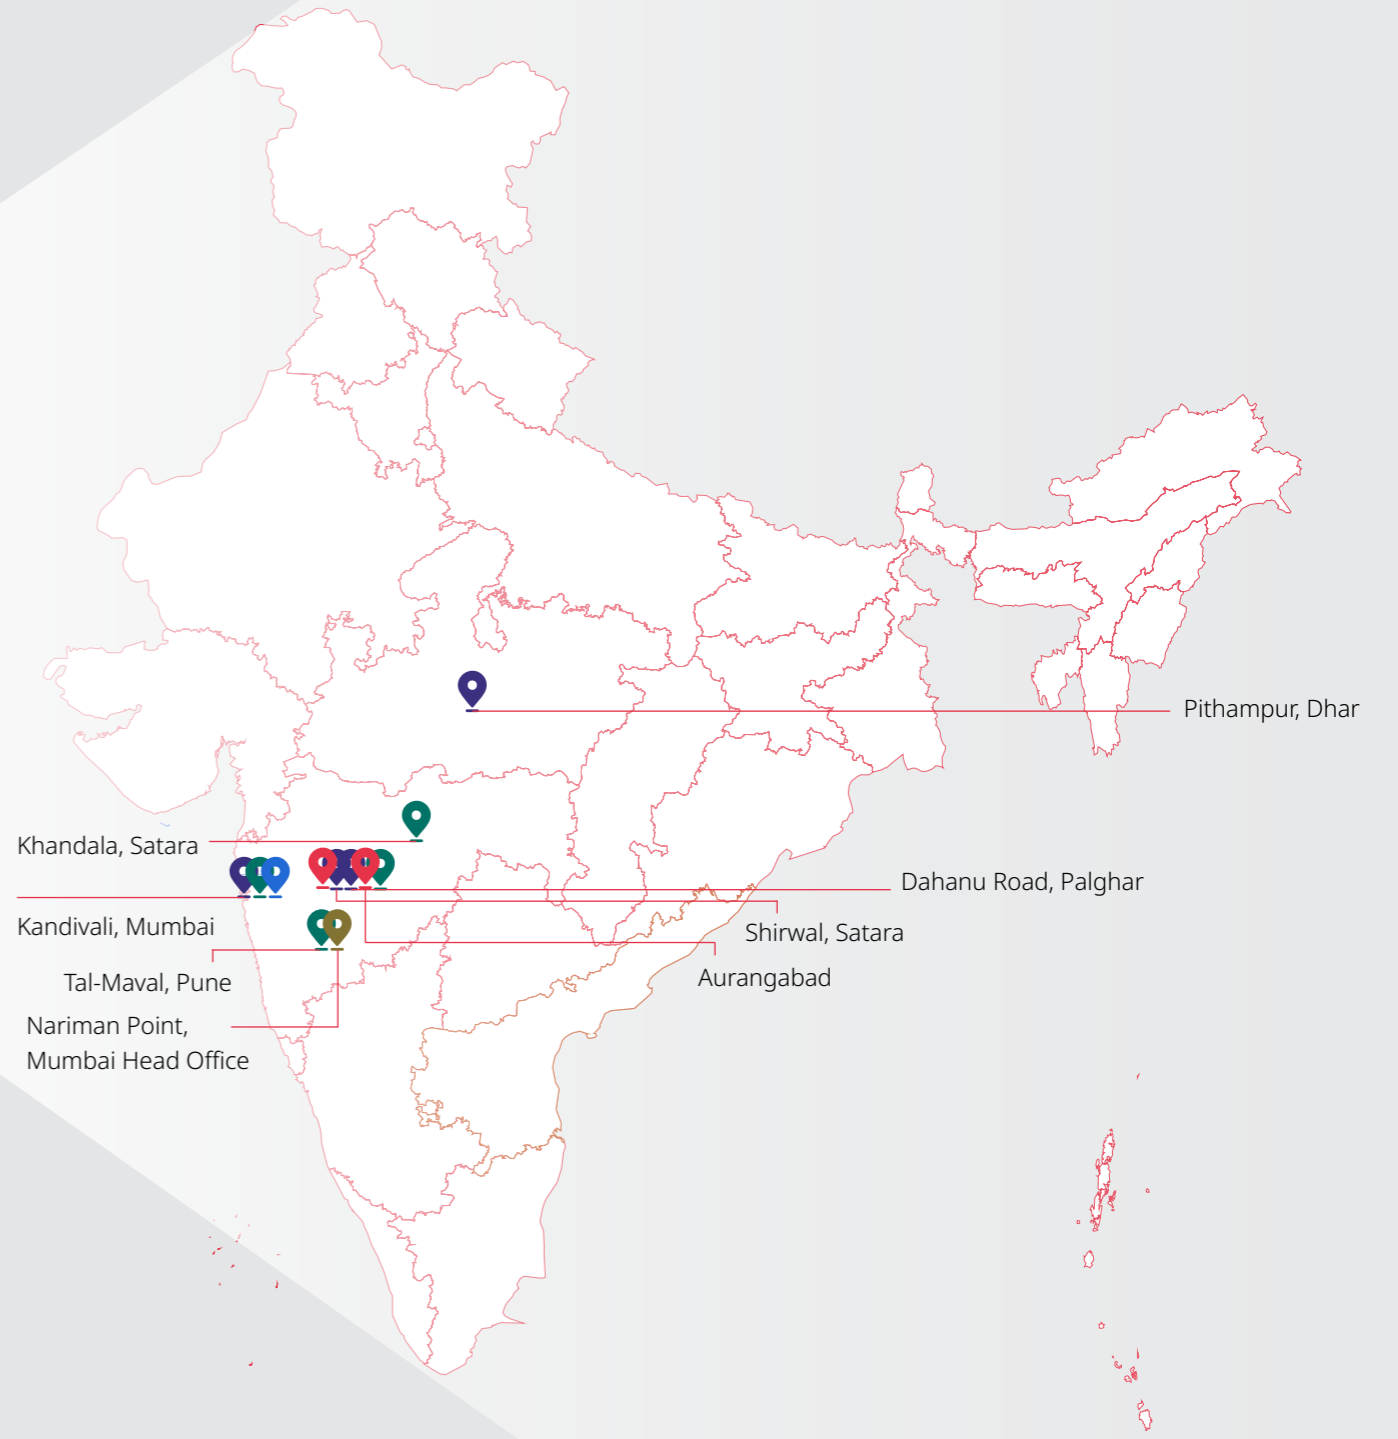 Pithampur, Dhar
Khandala, Satara
Dahanu Road, Palghar
Kandivali, Mumbai
Shirwal, Satara
Tal-Maval, Pune
Aurangabad
Nariman Point,
Mumbai Head Office